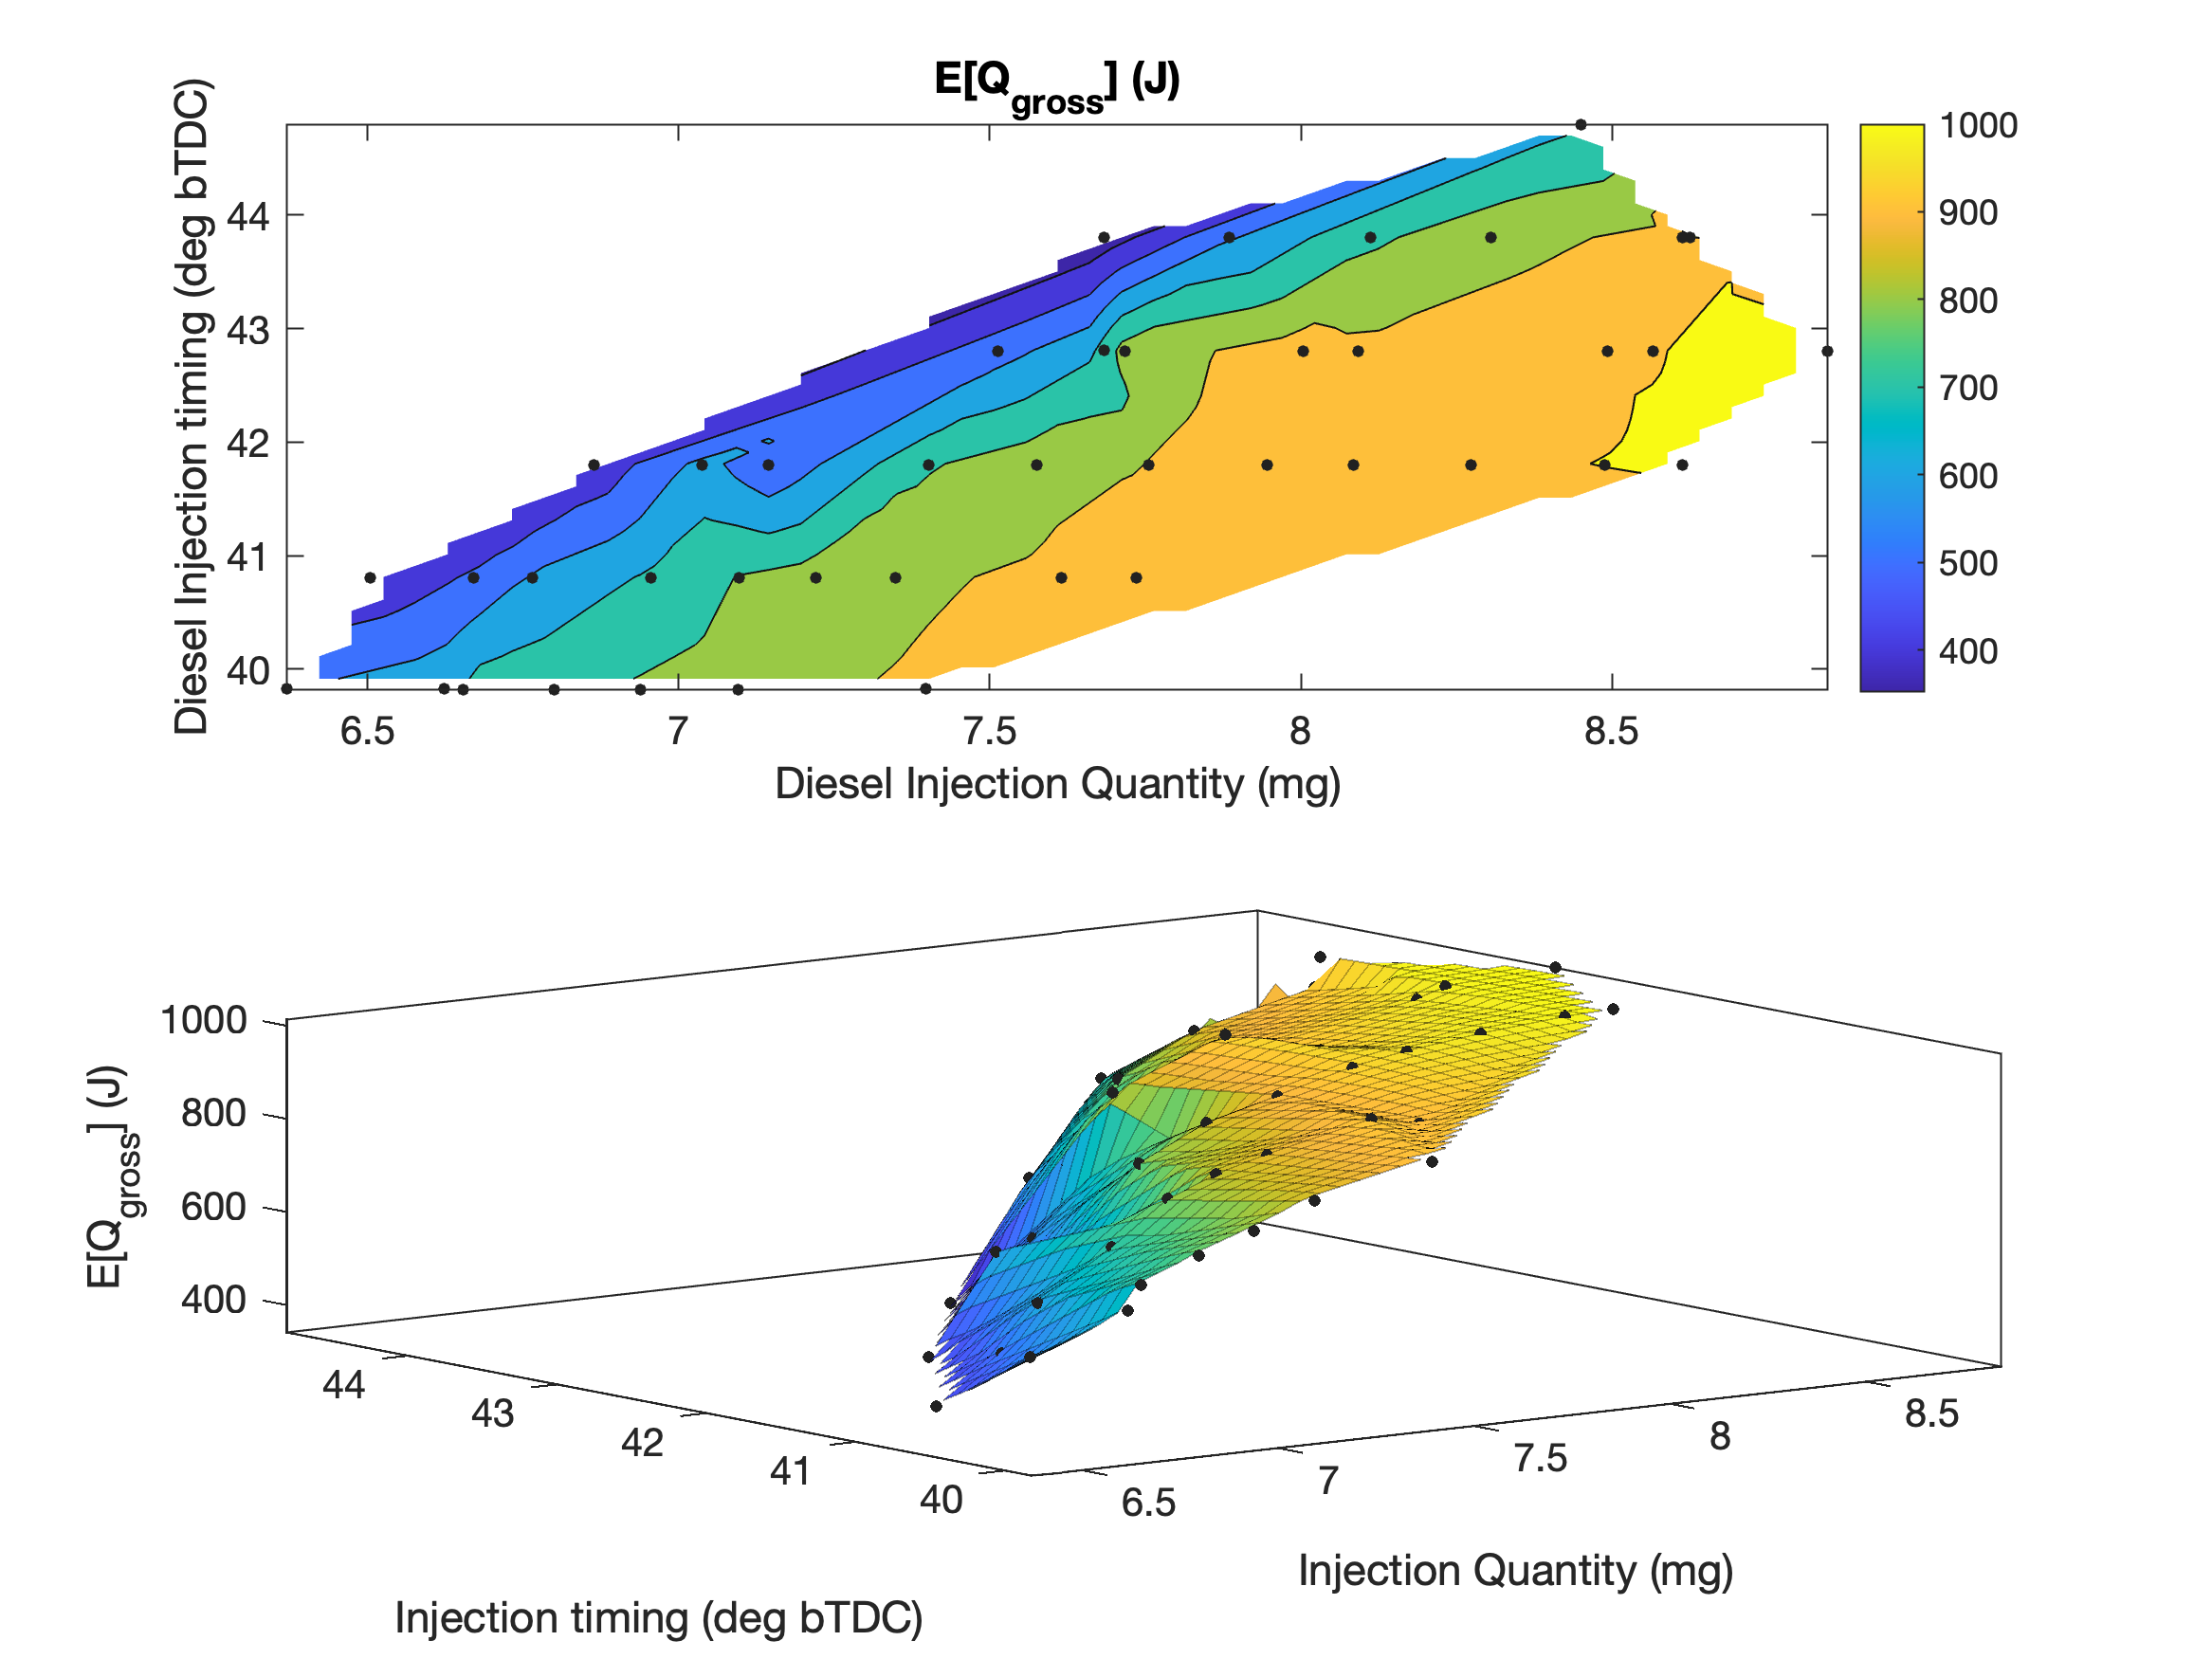 E[Q_gross] (J)
Diesel Injection timing (deg bTDC)
44
43
42
41
40
6.5 7 7.5 8 8.5
Diesel Injection Quantity (mg)
1000
900
800
700
600
500
400
E[Q_gross] (J)
1000
800
600
400
44 43 42 41 40
6.5 7 7.5 8 8.5
Injection timing (deg bTDC)
Injection Quantity (mg)